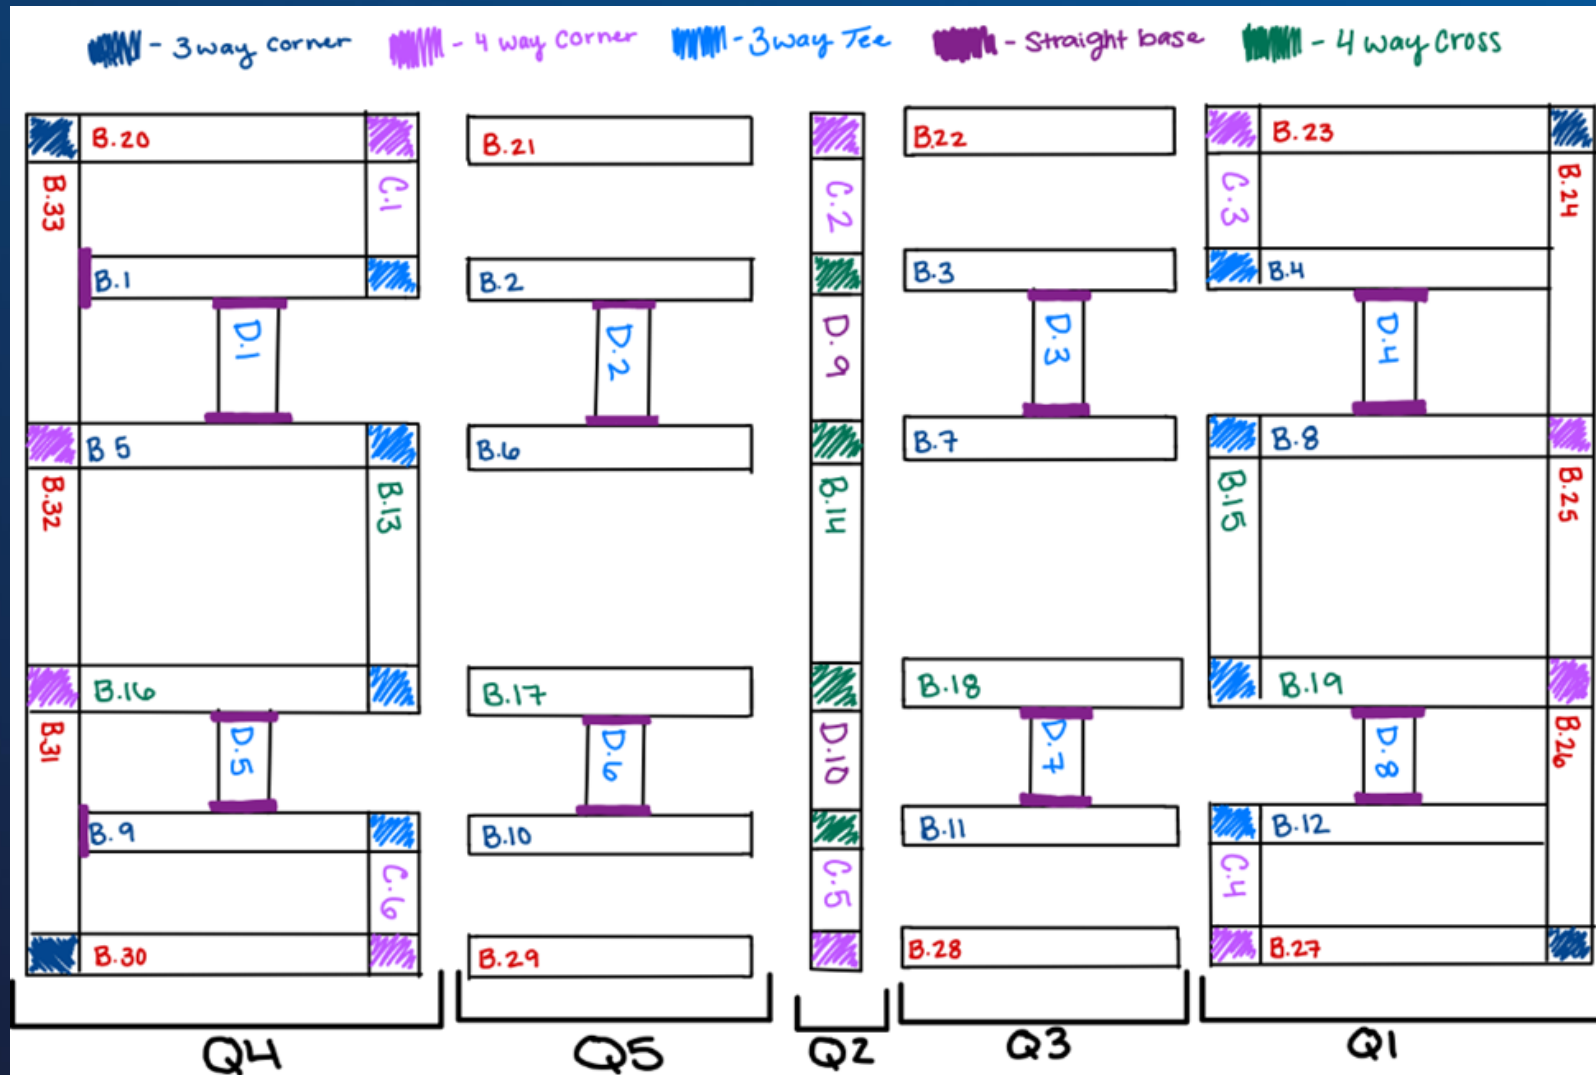 - 3 way corner - 4 way corner - 3 way Tee - Straight base - 4 way cross
B.20 B.21 B.22 B.23
B.33 C.1 C.2 C.3 B.24
B.1 B.2 B.3 B.4
D.1 D.2 D.9 D.3 D.4
B 5 B.6 B.7 B.8
B.32 B.13 B.14 B.15 B.25
B.16 B.17 B.18 B.19
B.31 D.5 D.6 D.10 D.7 D.8 B.26
B.9 B.10 B.11 B.12
C.6 C.5 C.4
B.30 B.29 B.28 B.27
Q4 Q5 Q2 Q3 Q1